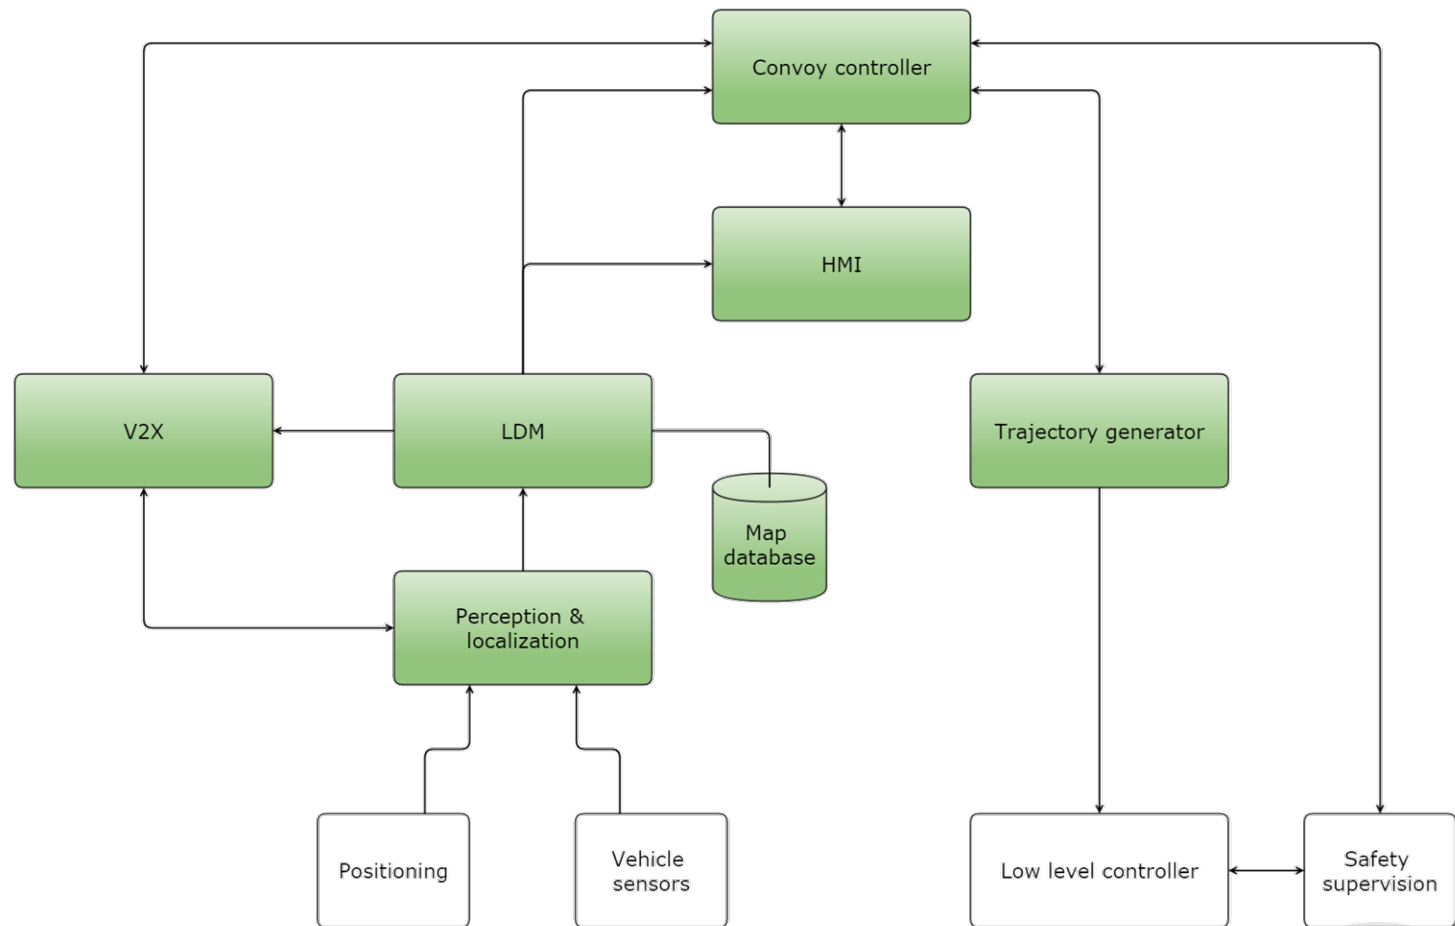 Convoy controller
HMI
V2X
LDM
Trajectory generator
Map
database
Perception &
localization
Positioning
Vehicle
sensors
Low level controller
Safety
supervision